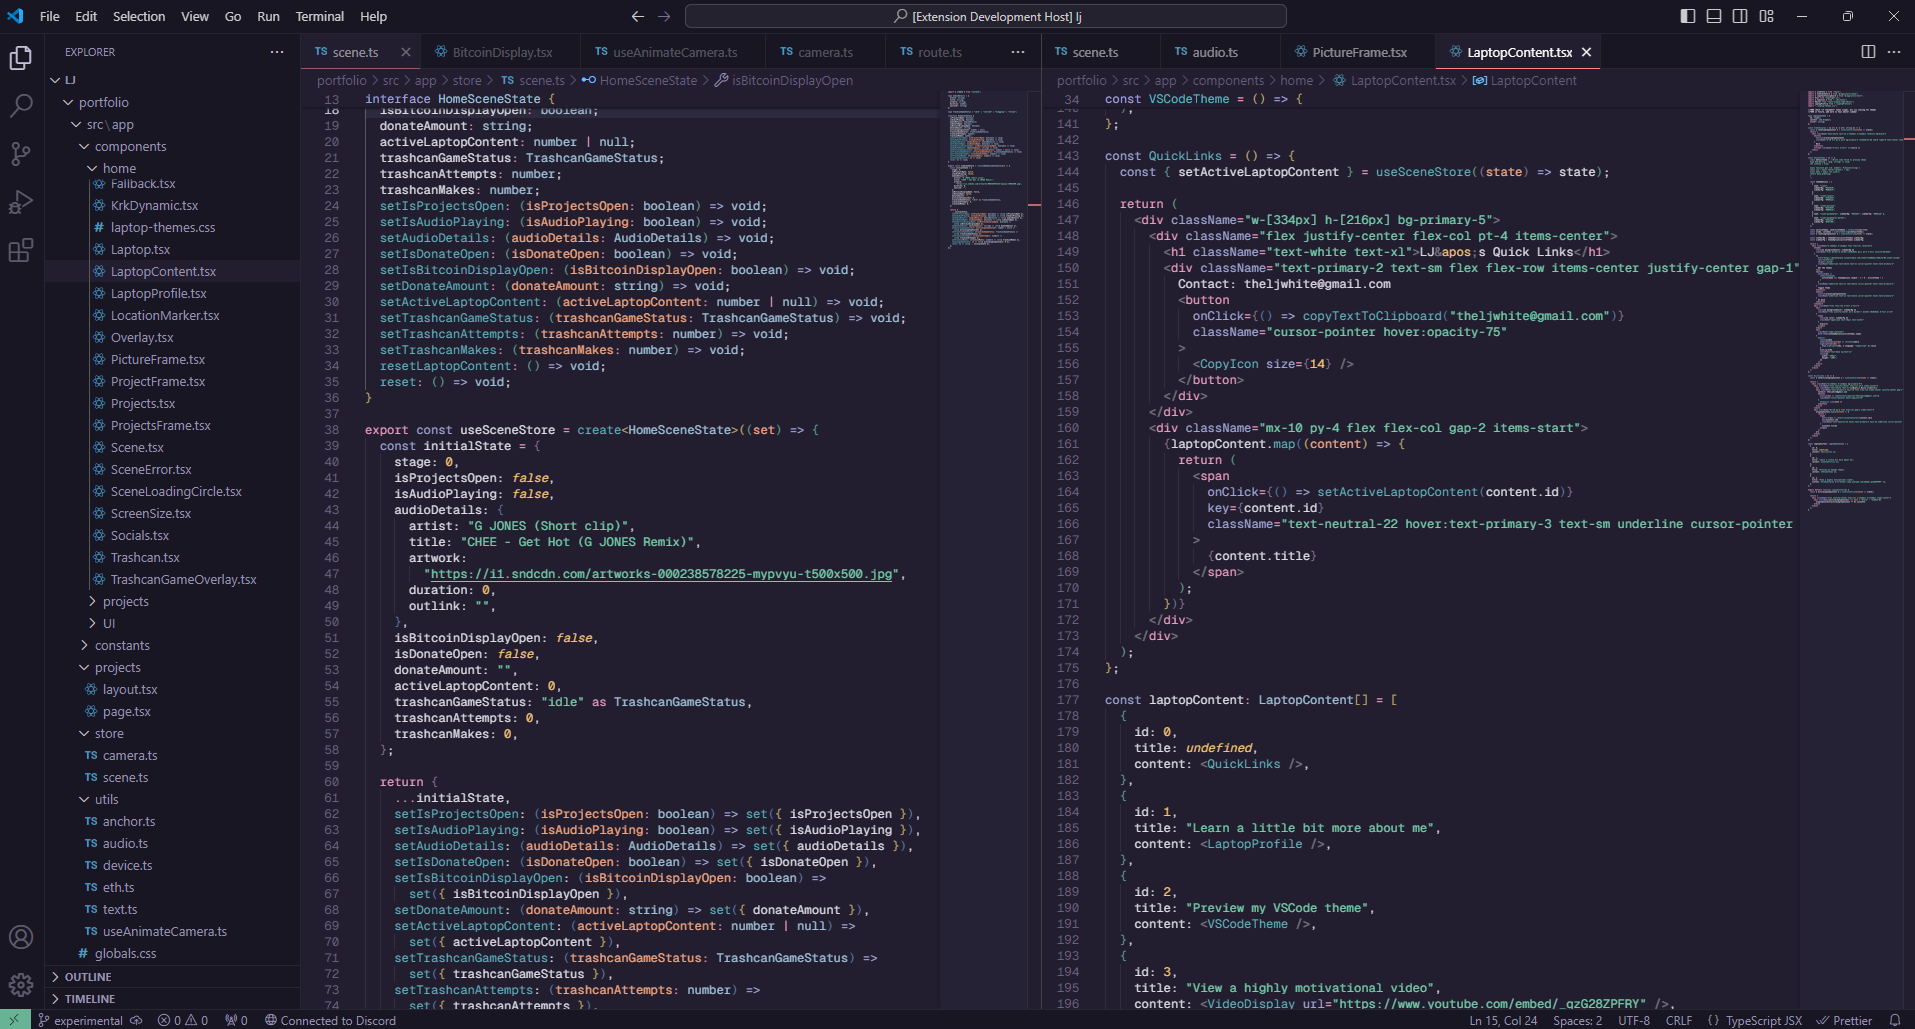 File Edit Selection View Go Run Terminal Help
[Extension Development Host] lj
EXPLORER
LJ
portfolio
src\app
components
home
Fallback.tsx
KrkDynamic.tsx
# laptop-themes.css
Laptop.tsx
LaptopContent.tsx
LaptopProfile.tsx
LocationMarker.tsx
Overlay.tsx
PictureFrame.tsx
ProjectFrame.tsx
Projects.tsx
ProjectsFrame.tsx
Scene.tsx
SceneError.tsx
SceneLoadingCircle.tsx
ScreenSize.tsx
Socials.tsx
Trashcan.tsx
TrashcanGameOverlay.tsx
projects
UI
constants
projects
layout.tsx
page.tsx
store
TS camera.ts
TS scene.ts
utils
TS anchor.ts
TS audio.ts
TS device.ts
TS eth.ts
TS text.ts
TS useAnimateCamera.ts
# globals.css
OUTLINE
TIMELINE
TS scene.ts BitcoinDisplay.tsx TS useAnimateCamera.ts TS camera.ts TS route.ts
portfolio > src > app > store > TS scene.ts > HomeSceneState > isBitcoinDisplayOpen
13 interface HomeSceneState {
18 isBitcoinDisplayOpen: boolean;
19 donateAmount: string;
20 activeLaptopContent: number | null;
21 trashcanGameStatus: TrashcanGameStatus;
22 trashcanAttempts: number;
23 trashcanMakes: number;
24 setIsProjectsOpen: (isProjectsOpen: boolean) => void;
25 setIsAudioPlaying: (isAudioPlaying: boolean) => void;
26 setAudioDetails: (audioDetails: AudioDetails) => void;
27 setIsDonateOpen: (isDonateOpen: boolean) => void;
28 setIsBitcoinDisplayOpen: (isBitcoinDisplayOpen: boolean) => void;
29 setDonateAmount: (donateAmount: string) => void;
30 setActiveLaptopContent: (activeLaptopContent: number | null) => void;
31 setTrashcanGameStatus: (trashcanGameStatus: TrashcanGameStatus) => void;
32 setTrashcanAttempts: (trashcanAttempts: number) => void;
33 setTrashcanMakes: (trashcanMakes: number) => void;
34 resetLaptopContent: () => void;
35 reset: () => void;
36 }
37
38 export const useSceneStore = create<HomeSceneState>((set) => {
39 const initialState = {
40 stage: 0,
41 isProjectsOpen: false,
42 isAudioPlaying: false,
43 audioDetails: {
44 artist: "G JONES (Short clip)",
45 title: "CHEE - Get Hot (G JONES Remix)",
46 artwork:
47 "https://i1.sndcdn.com/artworks-000238578225-mypvyu-t500x500.jpg",
48 duration: 0,
49 outlink: "",
50 },
51 isBitcoinDisplayOpen: false,
52 isDonateOpen: false,
53 donateAmount: "",
54 activeLaptopContent: 0,
55 trashcanGameStatus: "idle" as TrashcanGameStatus,
56 trashcanAttempts: 0,
57 trashcanMakes: 0,
58 };
59
60 return {
61 ...initialState,
62 setIsProjectsOpen: (isProjectsOpen: boolean) => set({ isProjectsOpen }),
63 setIsAudioPlaying: (isAudioPlaying: boolean) => set({ isAudioPlaying }),
64 setAudioDetails: (audioDetails: AudioDetails) => set({ audioDetails }),
65 setIsDonateOpen: (isDonateOpen: boolean) => set({ isDonateOpen }),
66 setIsBitcoinDisplayOpen: (isBitcoinDisplayOpen: boolean) =>
67 set({ isBitcoinDisplayOpen }),
68 setDonateAmount: (donateAmount: string) => set({ donateAmount }),
69 setActiveLaptopContent: (activeLaptopContent: number | null) =>
70 set({ activeLaptopContent }),
71 setTrashcanGameStatus: (trashcanGameStatus: TrashcanGameStatus) =>
72 set({ trashcanGameStatus }),
73 setTrashcanAttempts: (trashcanAttempts: number) =>
74 set({ trashcanAttempts }),
TS scene.ts TS audio.ts PictureFrame.tsx LaptopContent.tsx
portfolio > src > app > components > home > LaptopContent.tsx > LaptopContent
34 const VSCodeTheme = () => {
140 );
141 };
142
143 const QuickLinks = () => {
144 const { setActiveLaptopContent } = useSceneStore((state) => state);
145
146 return (
147 <div className="w-[334px] h-[216px] bg-primary-5">
148 <div className="flex justify-center flex-col pt-4 items-center">
149 <h1 className="text-white text-xl">LJ&apos;s Quick Links</h1>
150 <div className="text-primary-2 text-sm flex flex-row items-center justify-center gap-1"
151 Contact: theljwhite@gmail.com
152 <button
153 onClick={() => copyTextToClipboard("theljwhite@gmail.com")}
154 className="cursor-pointer hover:opacity-75"
155 >
156 <CopyIcon size={14} />
157 </button>
158 </div>
159 </div>
160 <div className="mx-10 py-4 flex flex-col gap-2 items-start">
161 {laptopContent.map((content) => {
162 return (
163 <span
164 onClick={() => setActiveLaptopContent(content.id)}
165 key={content.id}
166 className="text-neutral-22 hover:text-primary-3 text-sm underline cursor-pointer
167 >
168 {content.title}
169 </span>
170 );
171 })}
172 </div>
173 </div>
174 );
175 };
176
177 const laptopContent: LaptopContent[] = [
178 {
179 id: 0,
180 title: undefined,
181 content: <QuickLinks />,
182 },
183 {
184 id: 1,
185 title: "Learn a little bit more about me",
186 content: <LaptopProfile />,
187 },
188 {
189 id: 2,
190 title: "Preview my VSCode theme",
191 content: <VSCodeTheme />,
192 },
193 {
194 id: 3,
195 title: "View a highly motivational video",
196 content: <VideoDisplay url="https://www.youtube.com/embed/_qzG28ZPFRY" />,
experimental 0 0 0 Connected to Discord
Ln 15, Col 24 Spaces: 2 UTF-8 CRLF {} TypeScript JSX Prettier